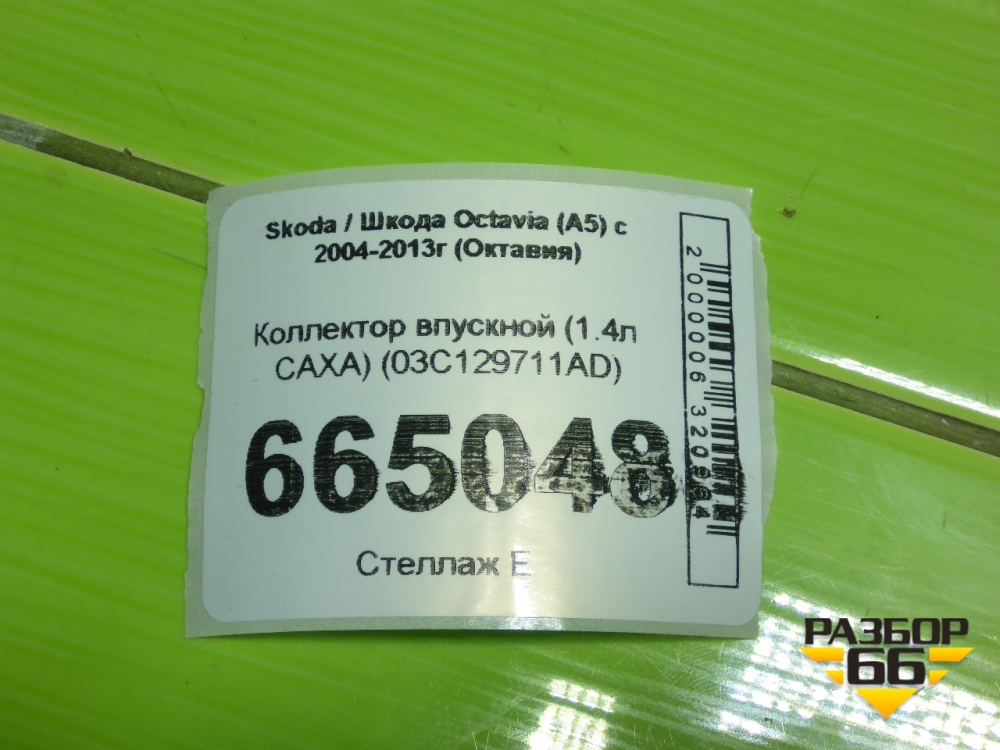 Skoda / Шкода Octavia (A5) с
2004-2013г (Октавия)
Коллектор впускной (1.4л
CAXA) (03C129711AD)
665048
Стеллаж Е
РАЗБОР
66